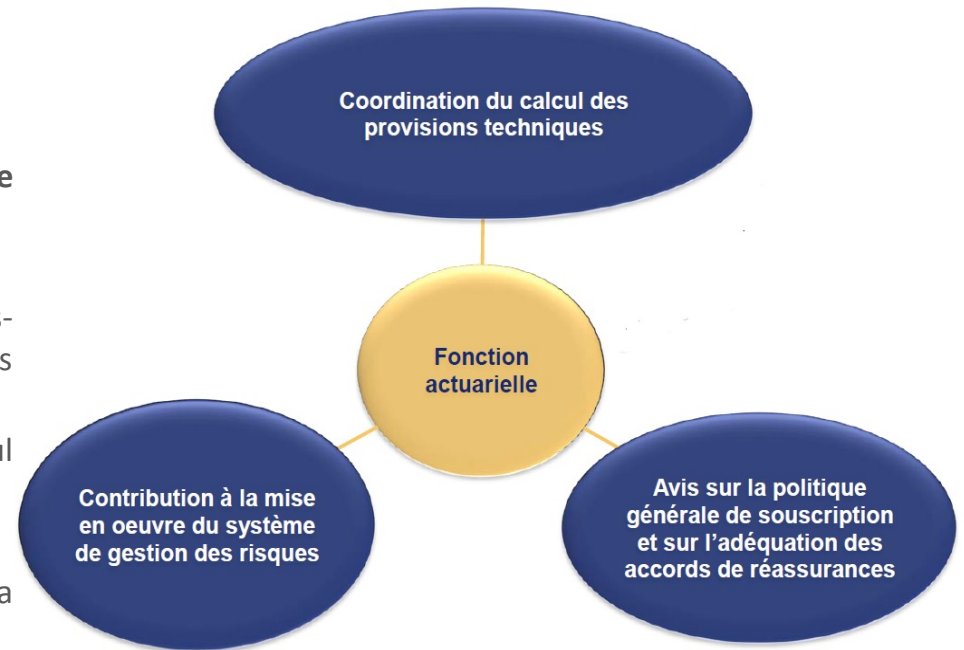 Coordination du calcul des
provisions techniques
e
s-
s
Fonction
actuarielle
ul
Contribution à la mise
en oeuvre du système
de gestion des risques
Avis sur la politique
générale de souscription
et sur l'adéquation des
accords de réassurances
a